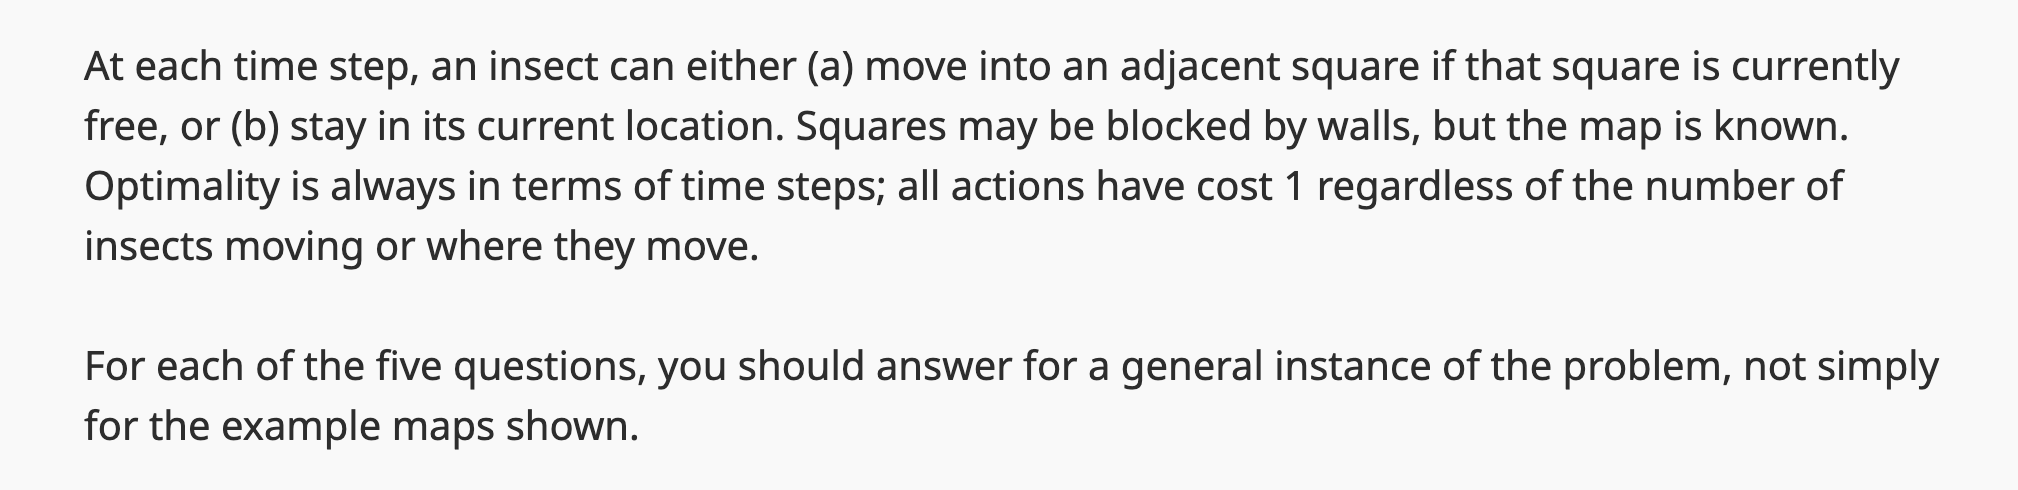 At each time step, an insect can either (a) move into an adjacent square if that square is currently
free, or (b) stay in its current location. Squares may be blocked by walls, but the map is known.
Optimality is always in terms of time steps; all actions have cost 1 regardless of the number of
insects moving or where they move.
For each of the five questions, you should answer for a general instance of the problem, not simply
for the example maps shown.